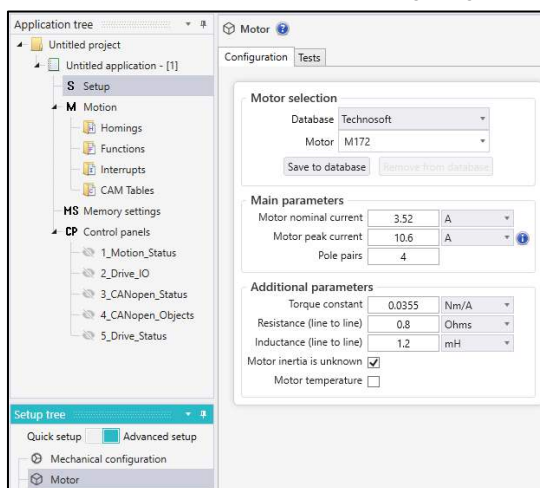 Application tree
Untitled project
Untitled application - [1]
S Setup
M Motion
Homings
Functions
Interrupts
CAM Tables
MS Memory settings
CP Control panels
1_Motion_Status
2_Drive_IO
3_CANopen_Status
4_CANopen_Objects
5_Drive_Status
Setup tree
Quick setup Advanced setup
Mechanical configuration
Motor
Motor ?
Configuration Tests
Motor selection
Database Technosoft
Motor M172
Save to database Remove from database
Main parameters
Motor nominal current 3.52 A
Motor peak current 10.6 A i
Pole pairs 4
Additional parameters
Torque constant 0.0355 Nm/A
Resistance (line to line) 0.8 Ohms
Inductance (line to line) 1.2 mH
Motor inertia is unknown
Motor temperature